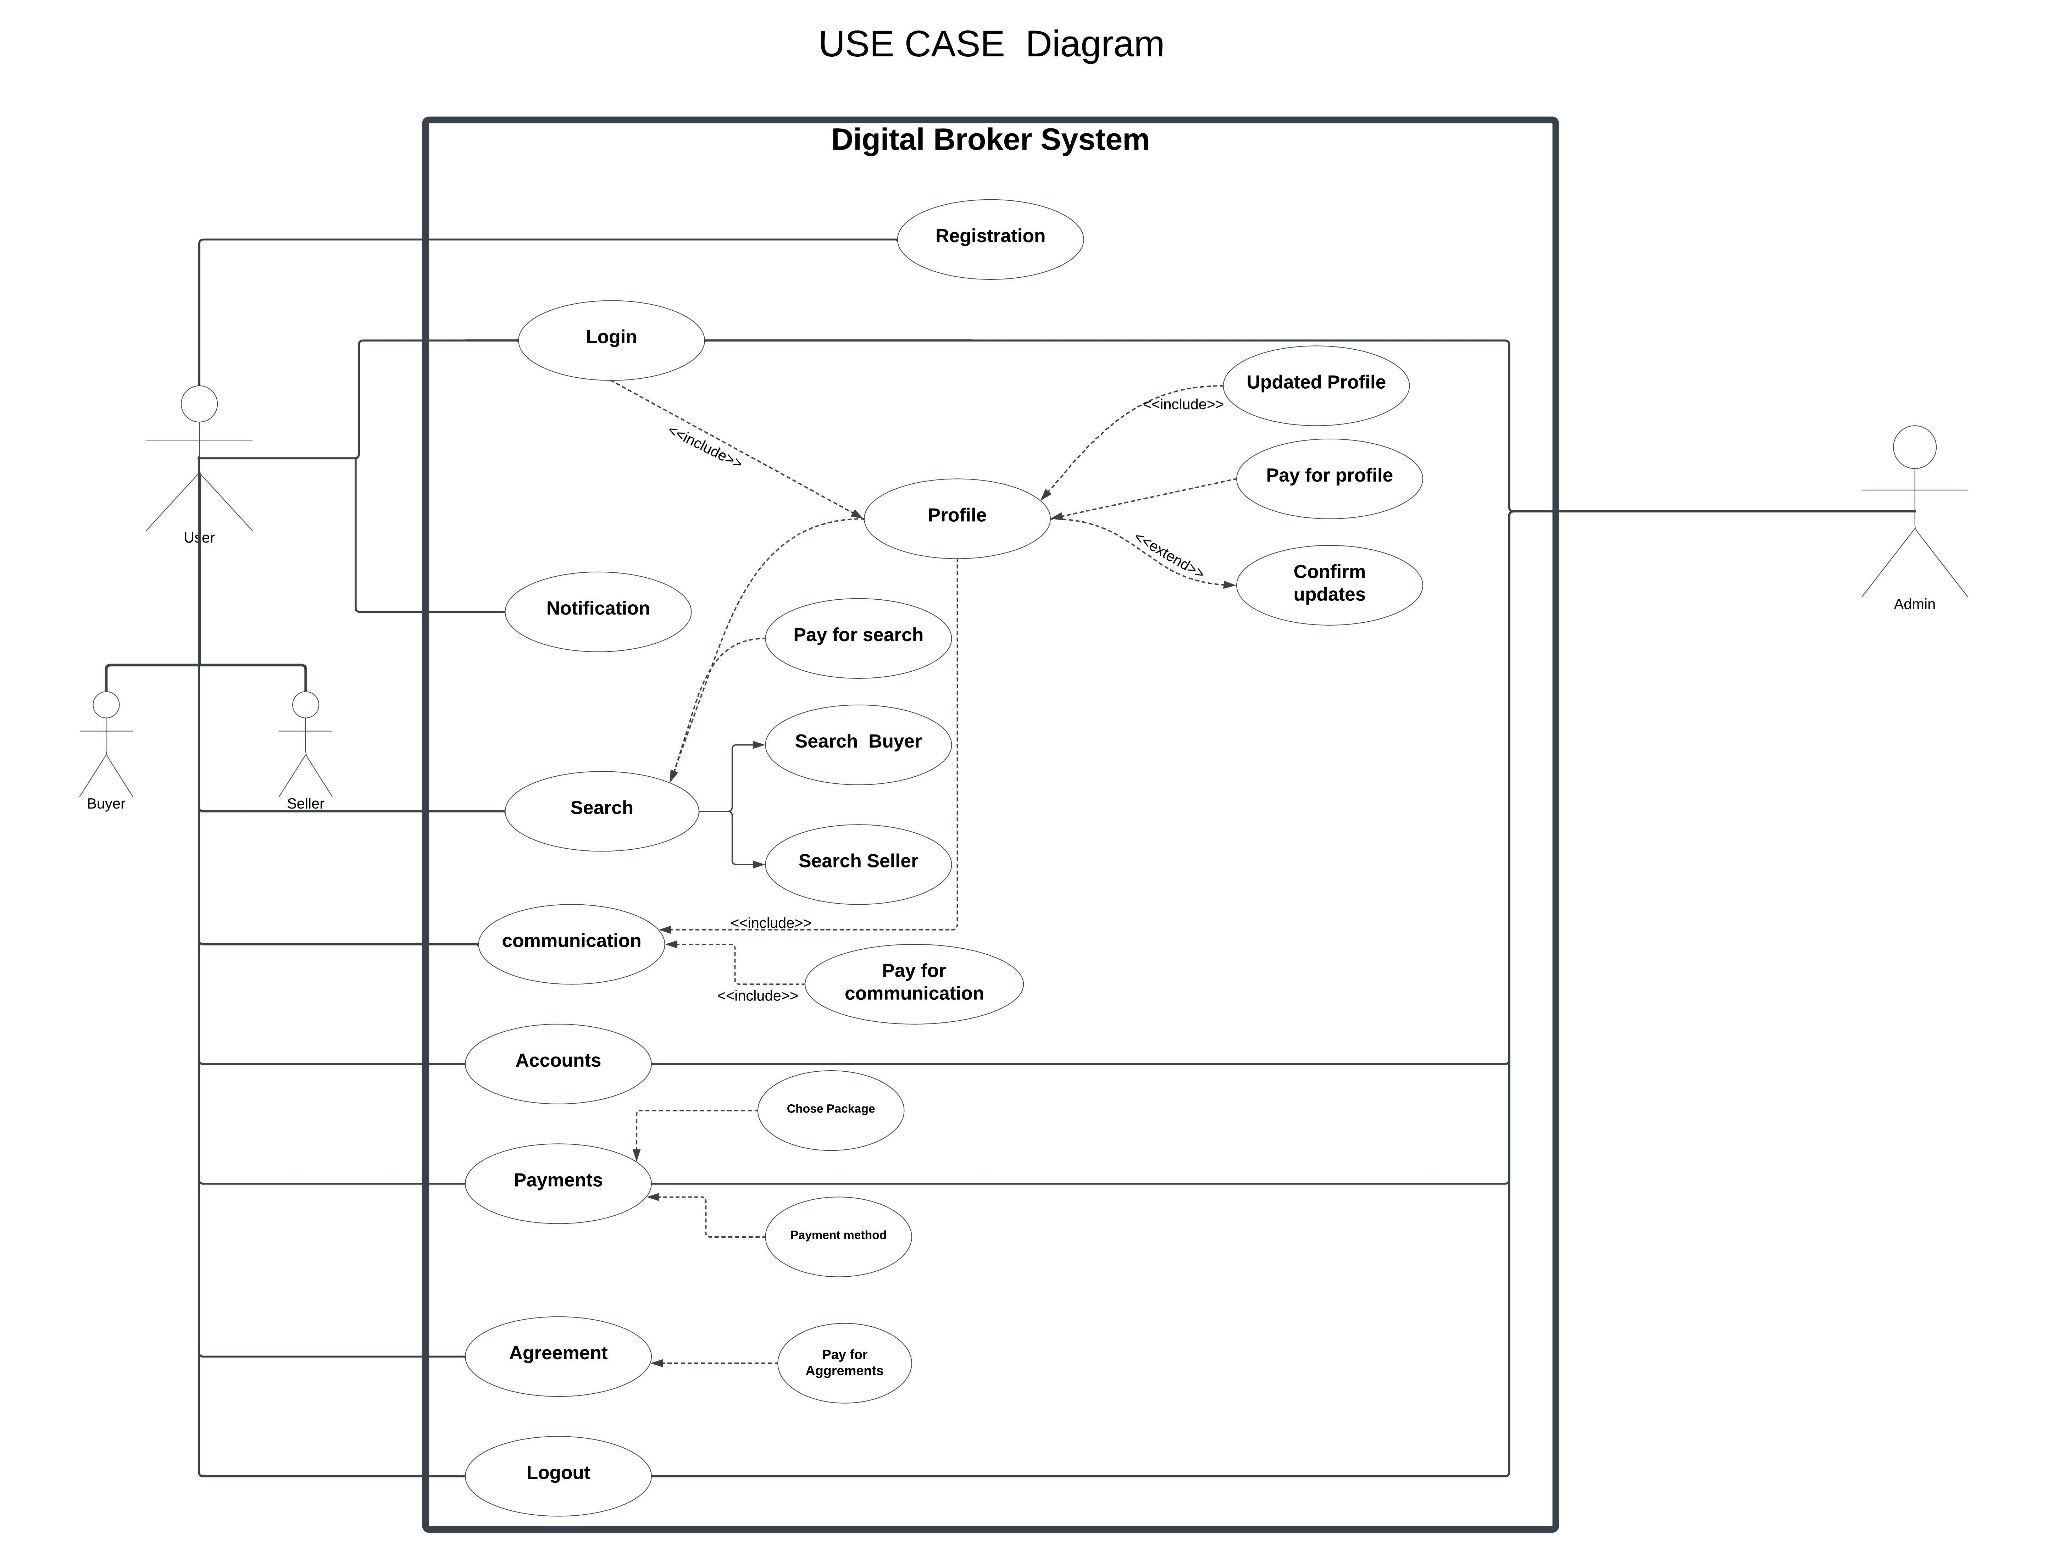 USE CASE  Diagram
Digital Broker System
Registration
Login
Updated Profile
<<include>>
<<include>>
Pay for profile
Profile
<<extend>>
Confirm
updates
User
Admin
Notification
Pay for search
Search  Buyer
Buyer
Seller
Search
Search Seller
<<include>>
communication
Pay for
communication
<<include>>
Accounts
Chose Package
Payments
Payment method
Agreement
Pay for
Aggrements
Logout